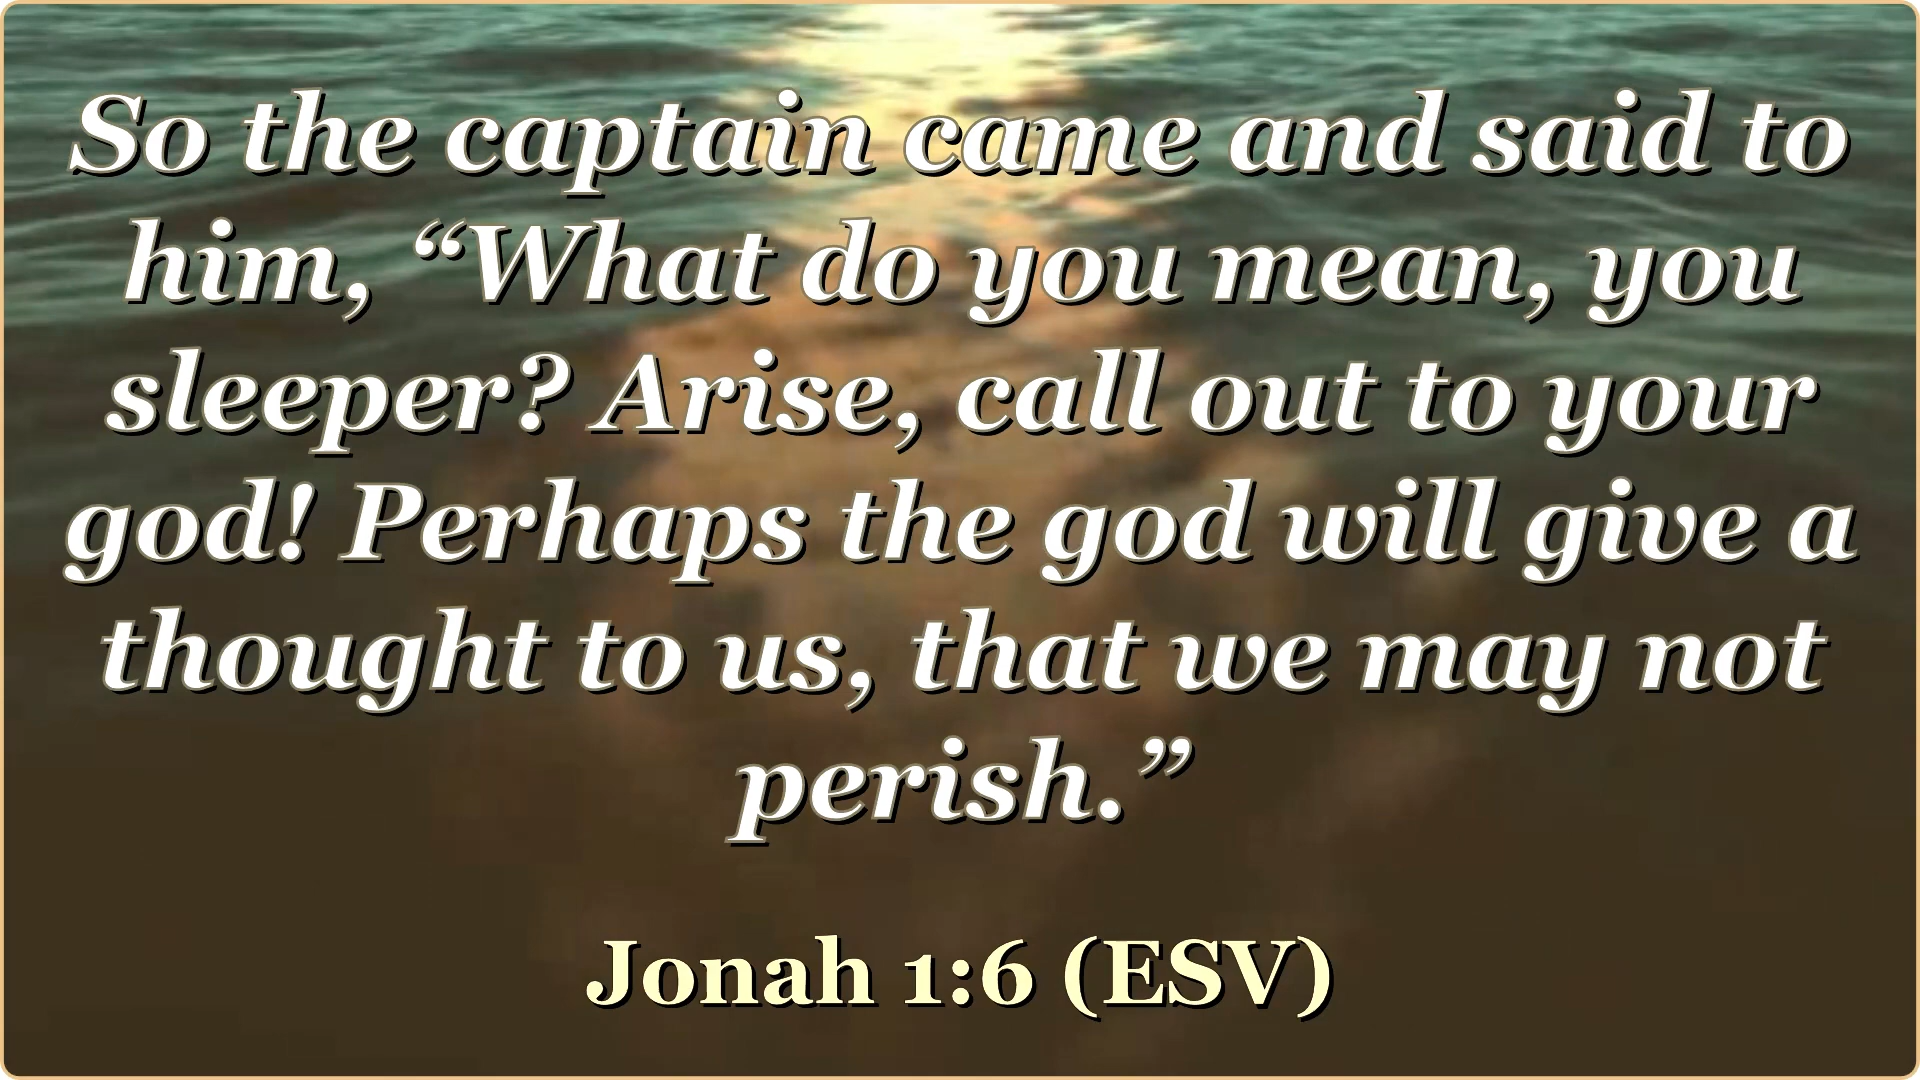 So the captain came and said to
him, “What do you mean, you
sleeper? Arise, call out to your
god! Perhaps the god will give a
thought to us, that we may not
perish.”
Jonah 1:6 (ESV)